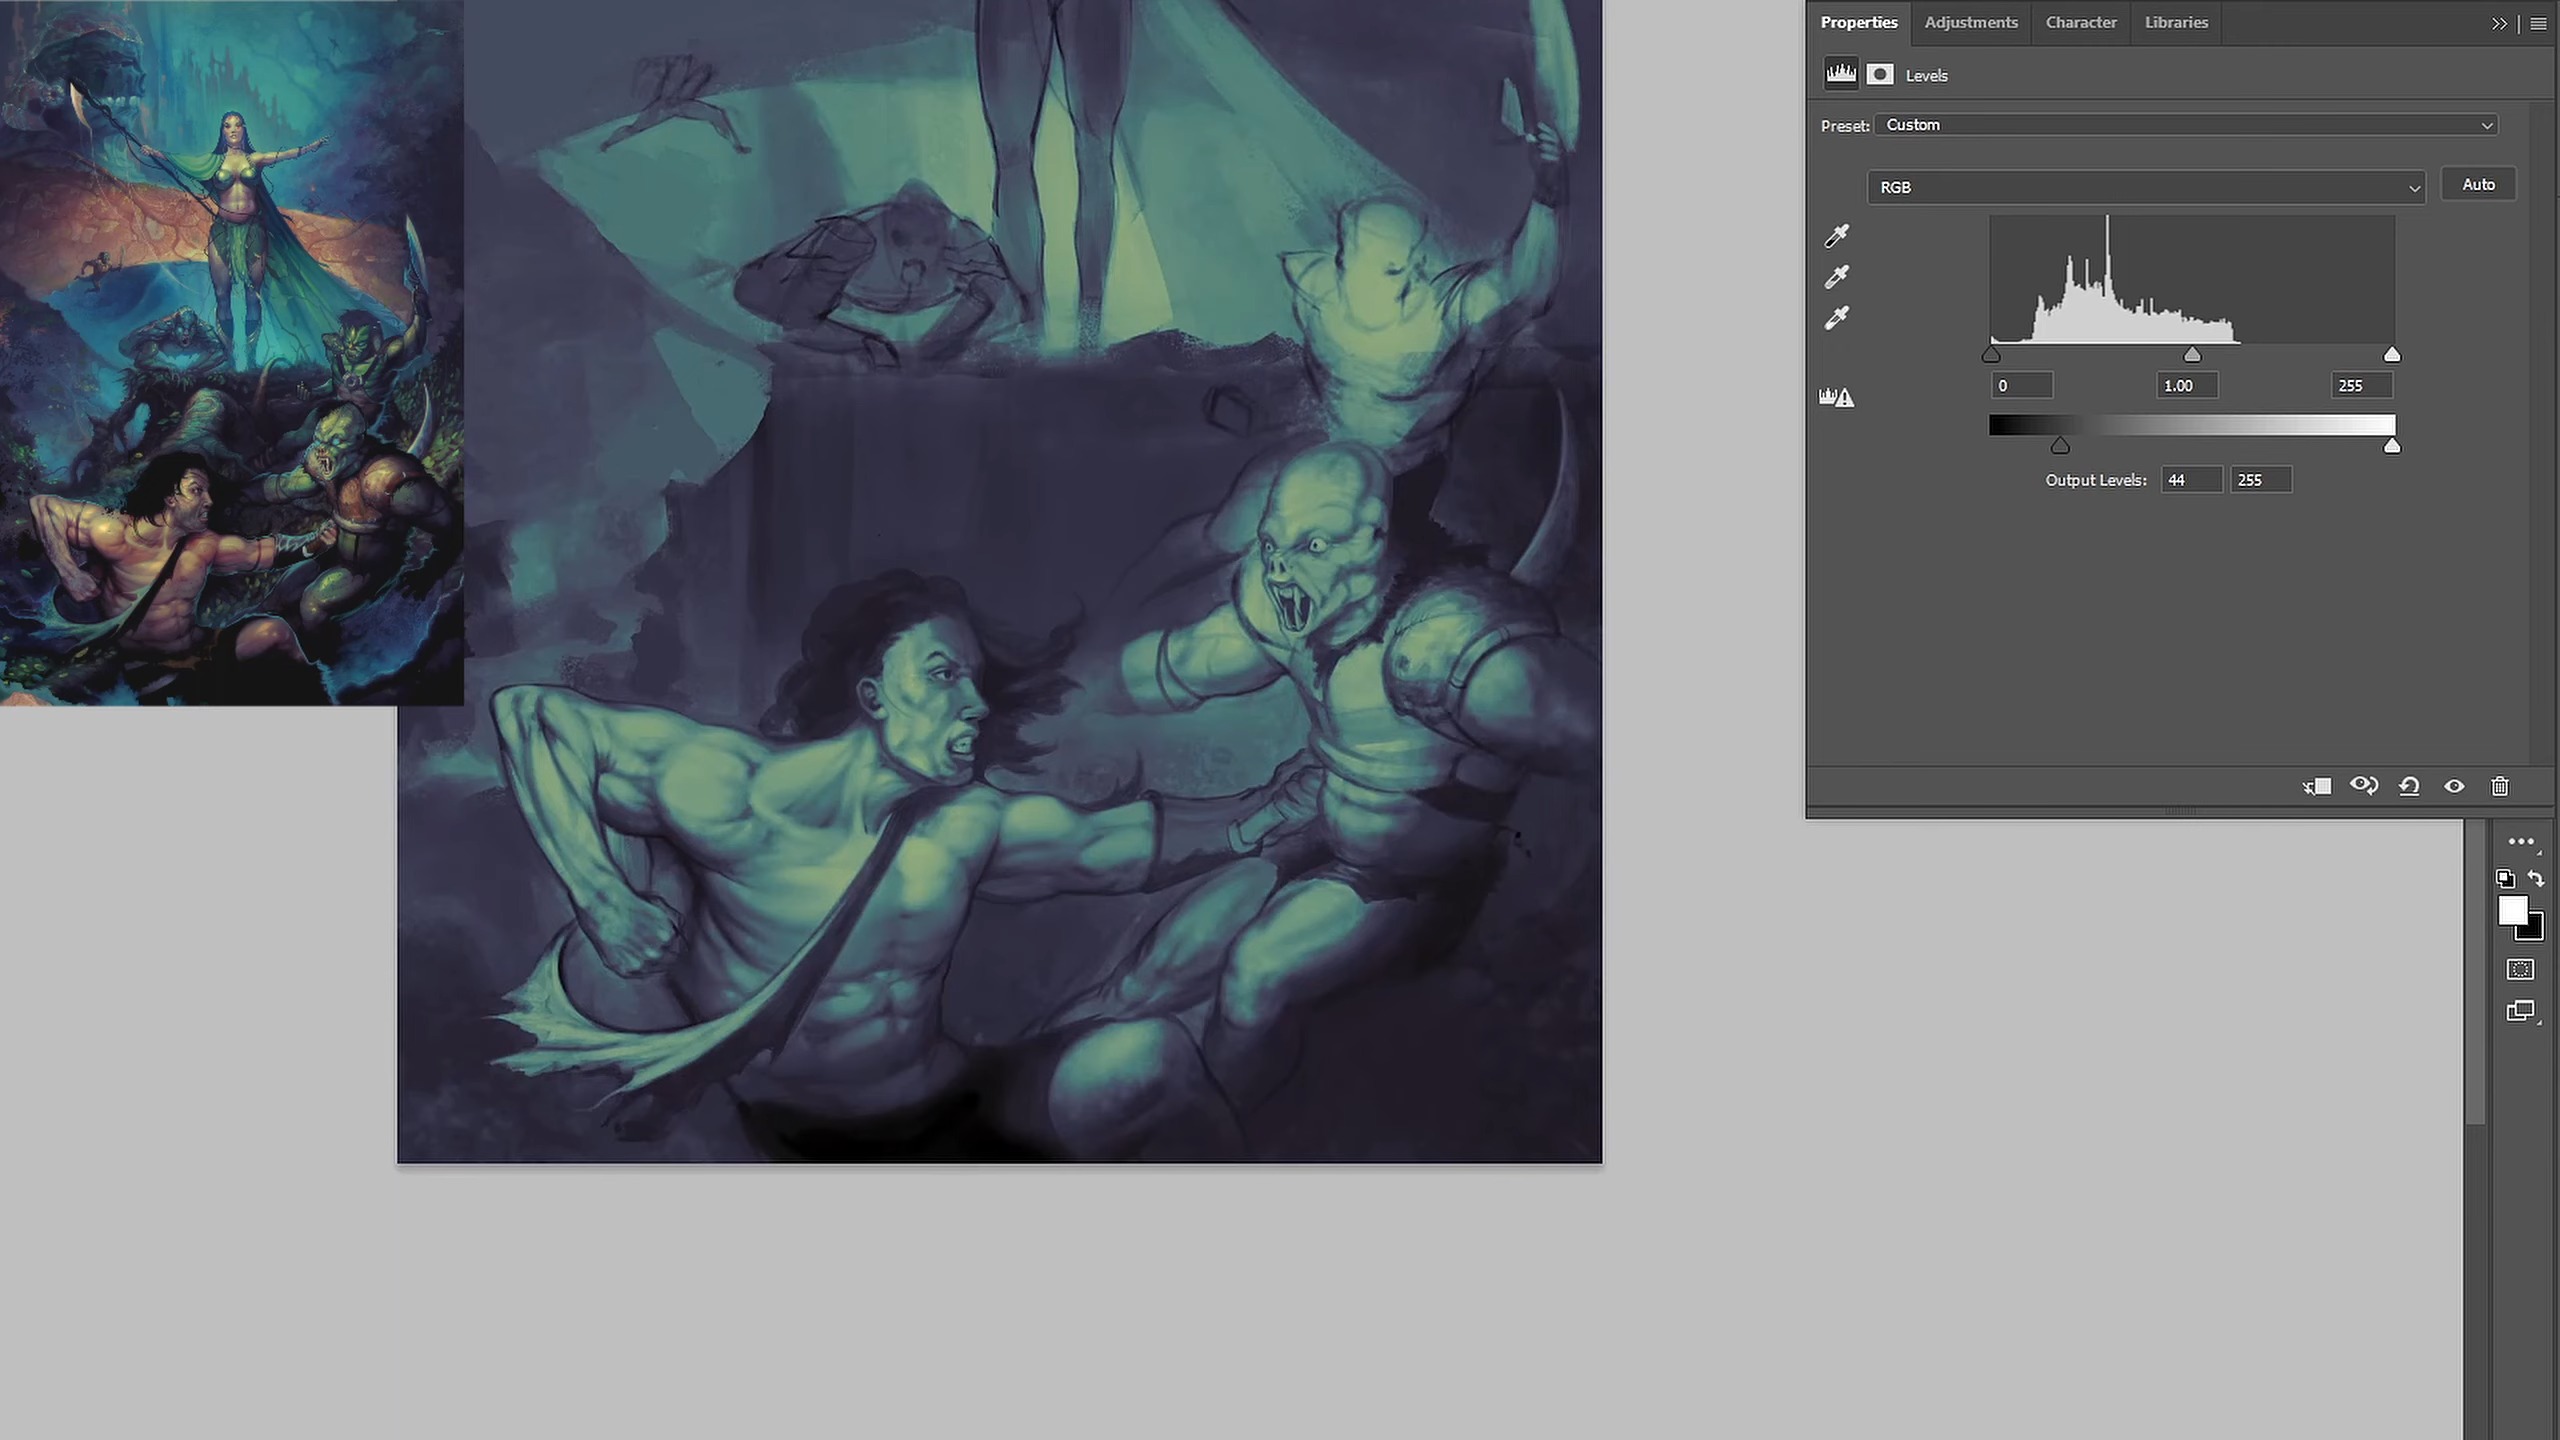 Properties Adjustments Character Libraries
Levels
Preset: Custom
RGB Auto
0 1.00 255
Output Levels: 44 255